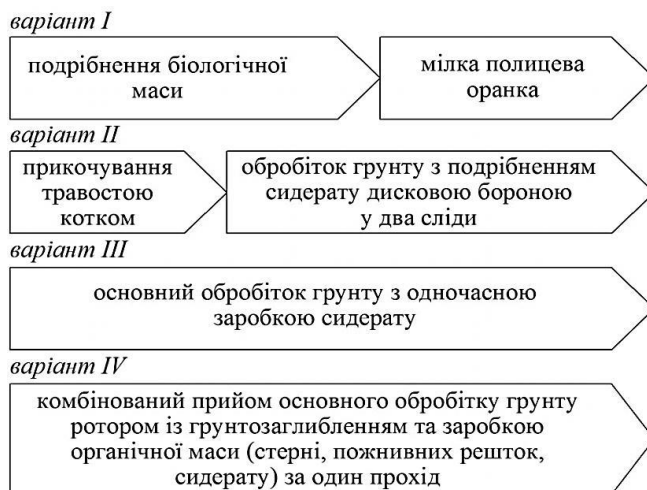 варіант I
подрібнення біологічної
маси
мілка полицева
оранка
варіант II
прикочування
травостою
котком
обробіток грунту з подрібненням
сидерату дисковою бороною
у два сліди
варіант III
основний обробіток грунту з одночасною
заробкою сидерату
варіант IV
комбінований прийом основного обробітку грунту
ротором із грунтозаглибленням та заробкою
органічної маси (стерні, пожнивних решток,
сидерату) за один прохід